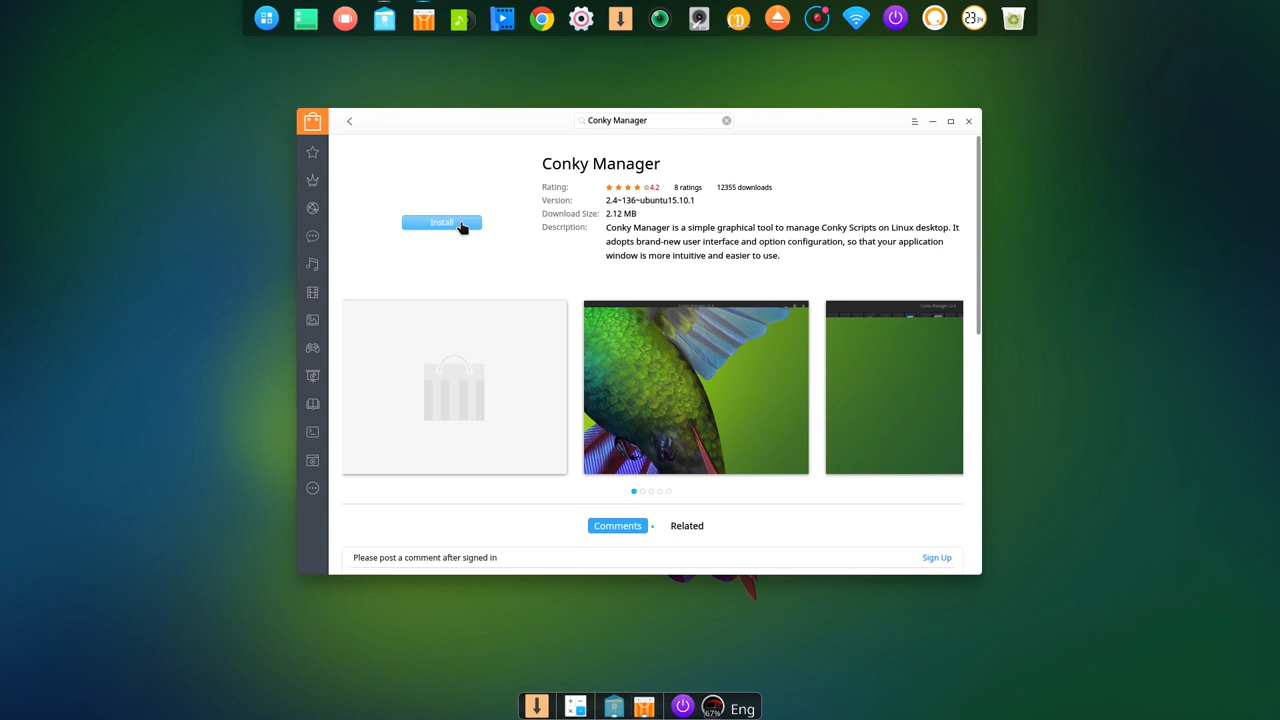 23 34
Conky Manager
Conky Manager
Rating: 4.2 8 ratings 12355 downloads
Version: 2.4~136~ubuntu15.10.1
Download Size: 2.12 MB
Install
Description: Conky Manager is a simple graphical tool to manage Conky Scripts on Linux desktop. It
adopts brand-new user interface and option configuration, so that your application
window is more intuitive and easier to use.
Comments Related
Please post a comment after signed in Sign Up
67% Eng